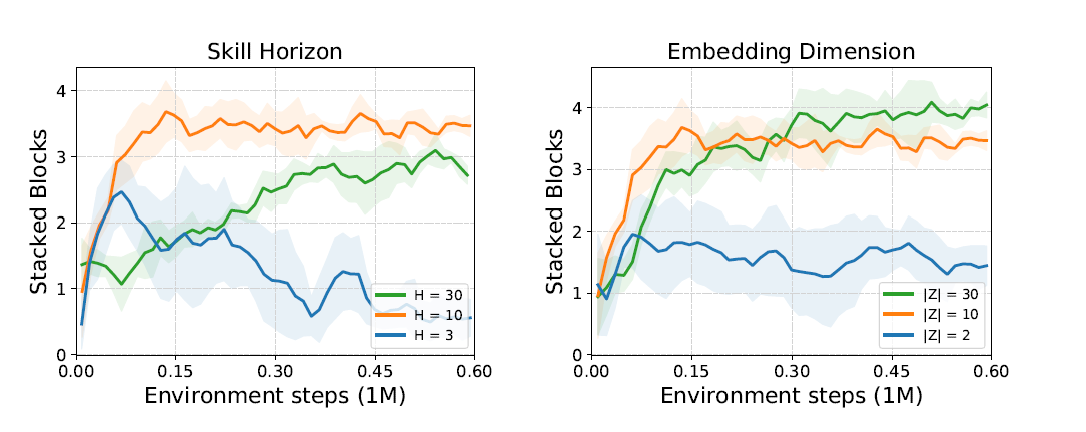 Skill Horizon
Stacked Blocks
4
3
2
1
0
0.00 0.15 0.30 0.45 0.60
Environment steps (1M)
H = 30
H = 10
H = 3
Embedding Dimension
Stacked Blocks
4
3
2
1
0
0.00 0.15 0.30 0.45 0.60
Environment steps (1M)
|Z| = 30
|Z| = 10
|Z| = 2